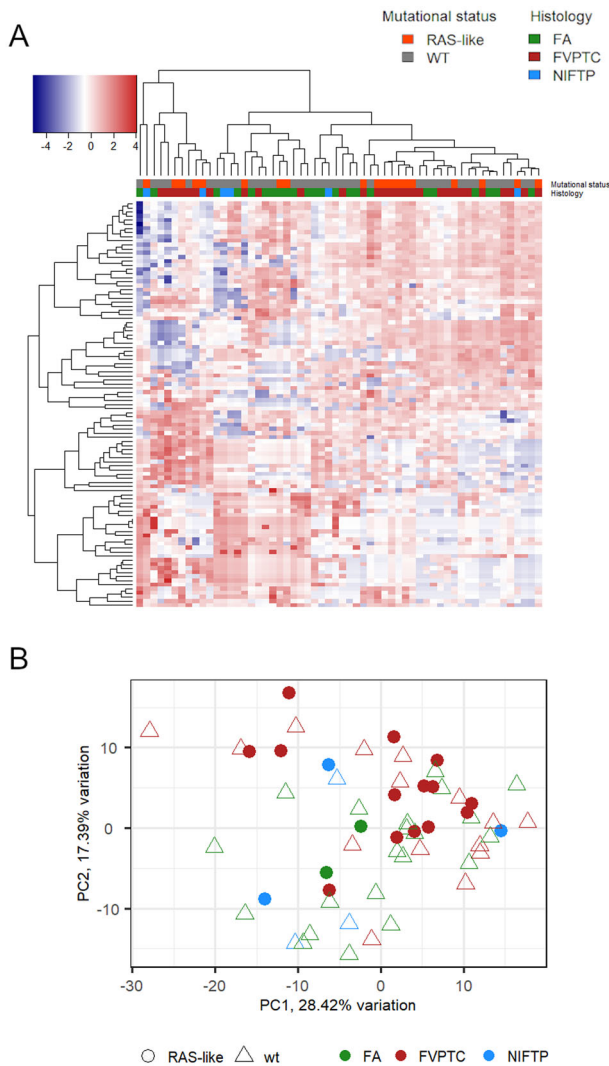 A
Mutational status
RAS-like
WT
Histology
FA
FVPTC
NIFTP
-4 -2 0 2 4
Mutational status
Histology
B
PC2, 17.39% variation
10
0
-10
-30 -20 -10 0 10
PC1, 28.42% variation
RAS-like wt FA FVPTC NIFTP